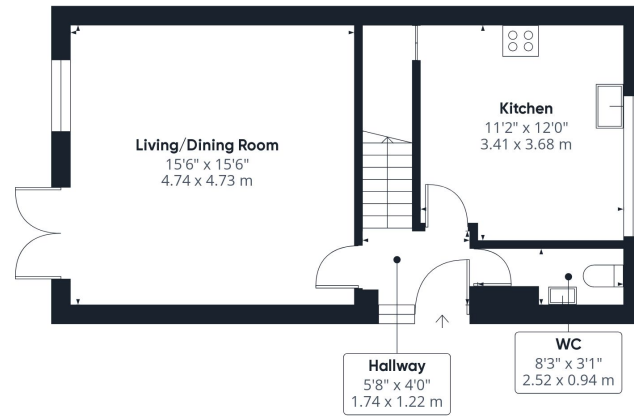 Living/Dining Room
15'6" x 15'6"
4.74 x 4.73 m
Kitchen
11'2" x 12'0"
3.41 x 3.68 m
Hallway
5'8" x 4'0"
1.74 x 1.22 m
WC
8'3" x 3'1"
2.52 x 0.94 m